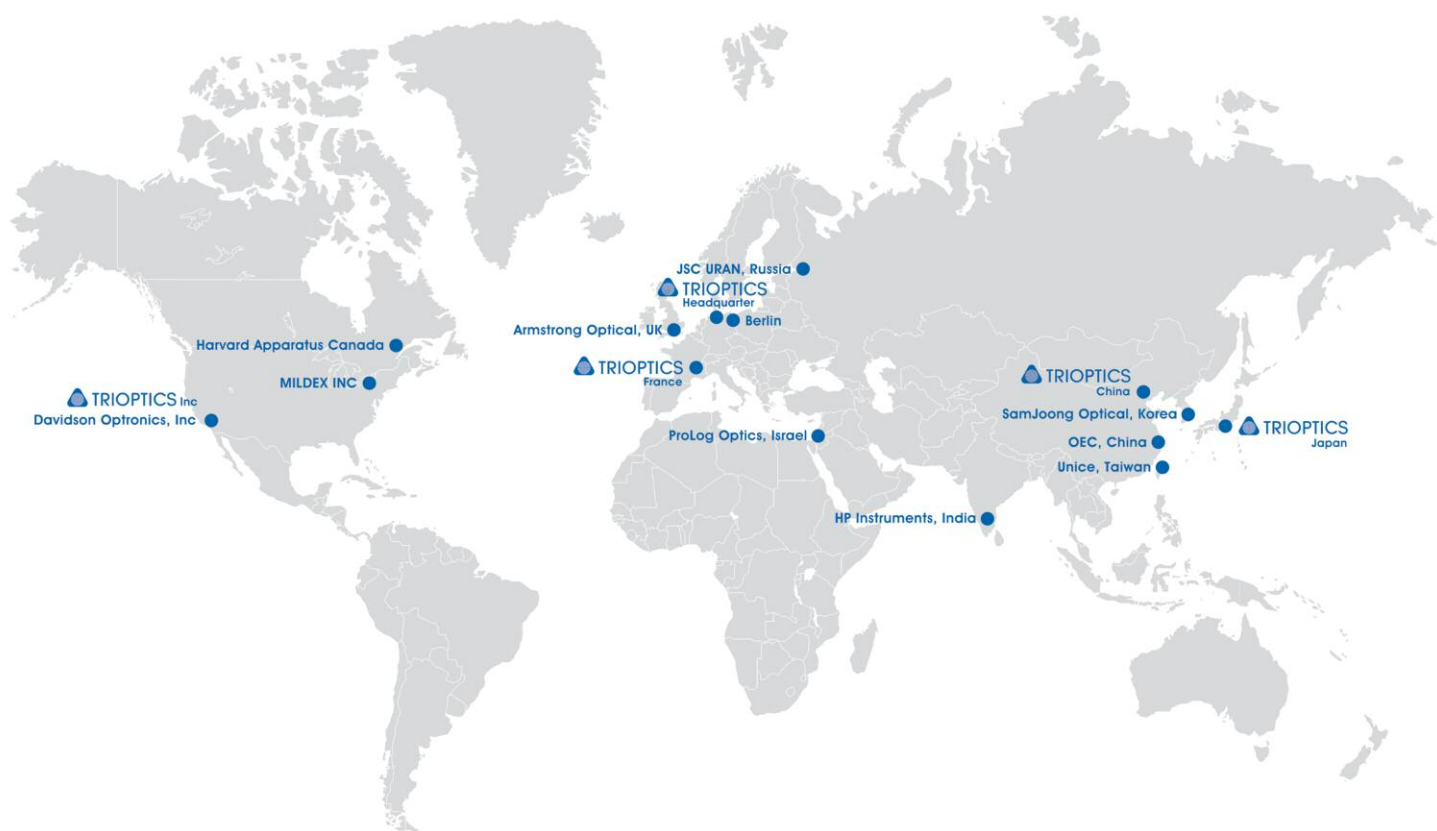 JSC URAN, Russia
TRIOPTICS
Headquarter
Berlin
Armstrong Optical, UK
Harvard Apparatus Canada
TRIOPTICS
France
MILDEX INC
TRIOPTICS Inc
Davidson Optronics, Inc
TRIOPTICS
China
SamJoong Optical, Korea
TRIOPTICS
Japan
ProLog Optics, Israel
OEC, China
Unice, Taiwan
HP Instruments, India